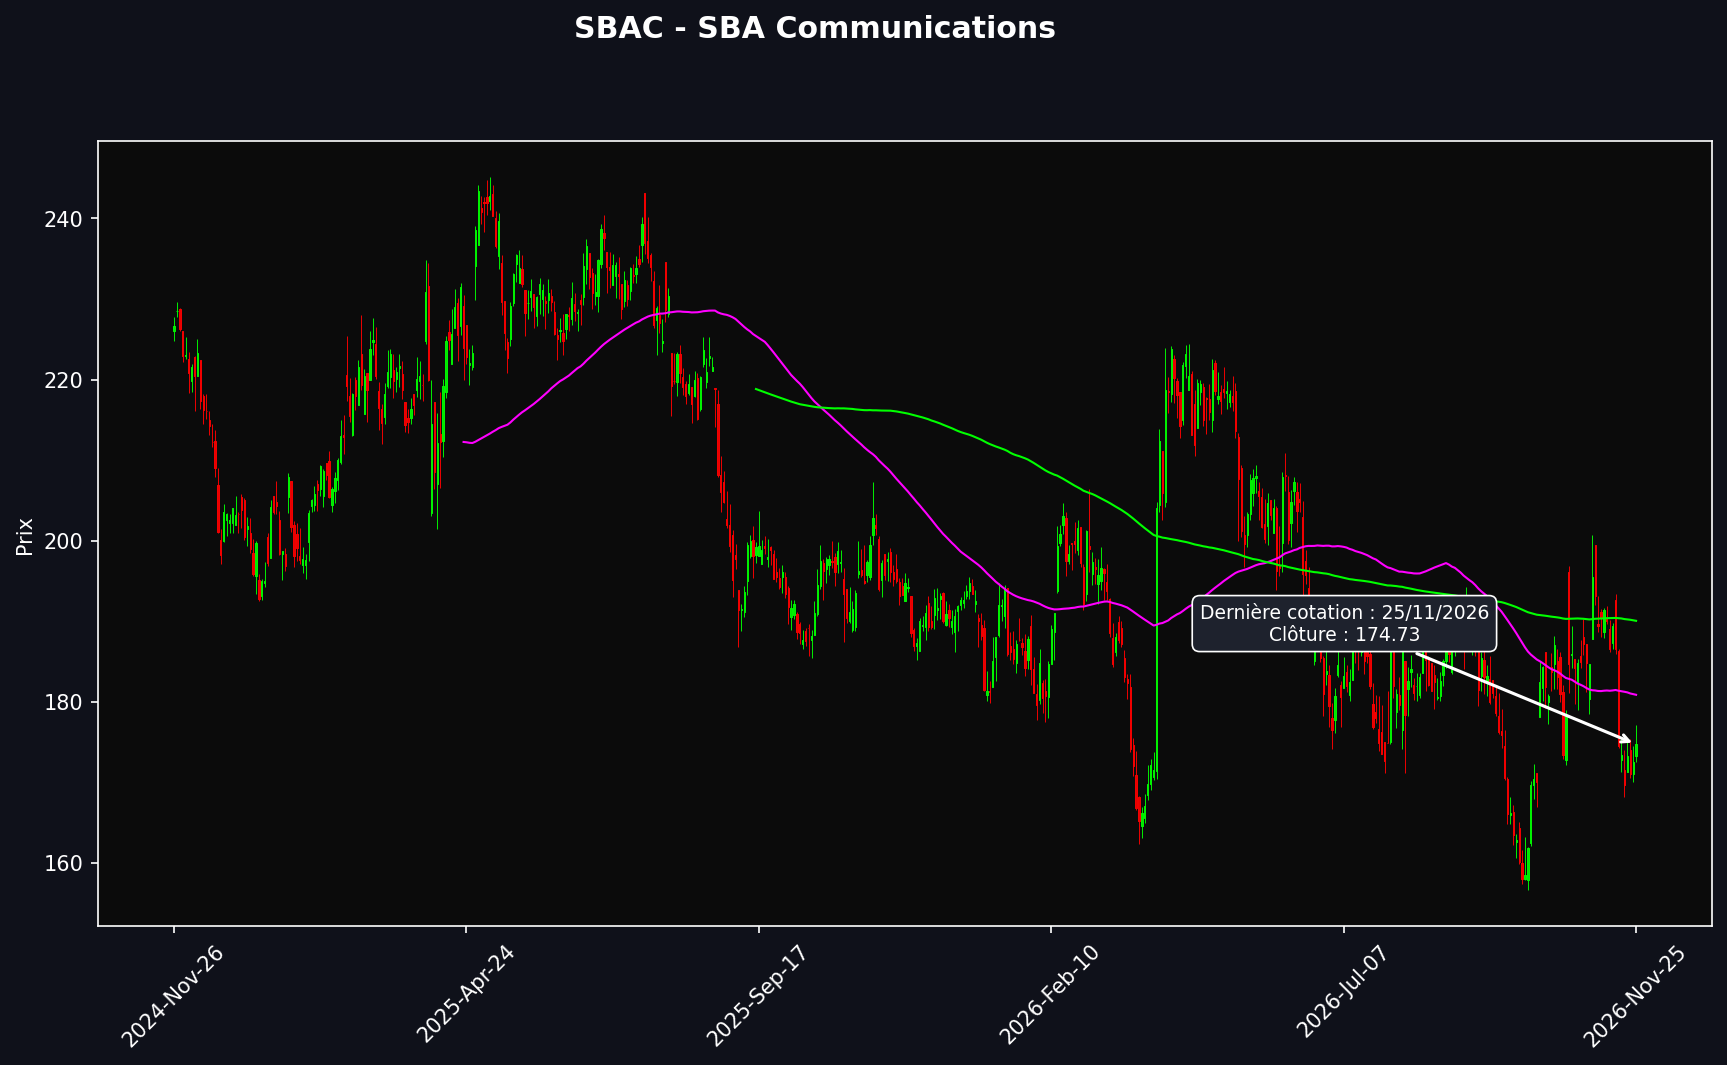 SBAC - SBA Communications
Prix
240
220
200
180
160
Dernière cotation : 25/11/2026
Clôture : 174.73
2024-Nov-26
2025-Apr-24
2025-Sep-17
2026-Feb-10
2026-Jul-07
2026-Nov-25